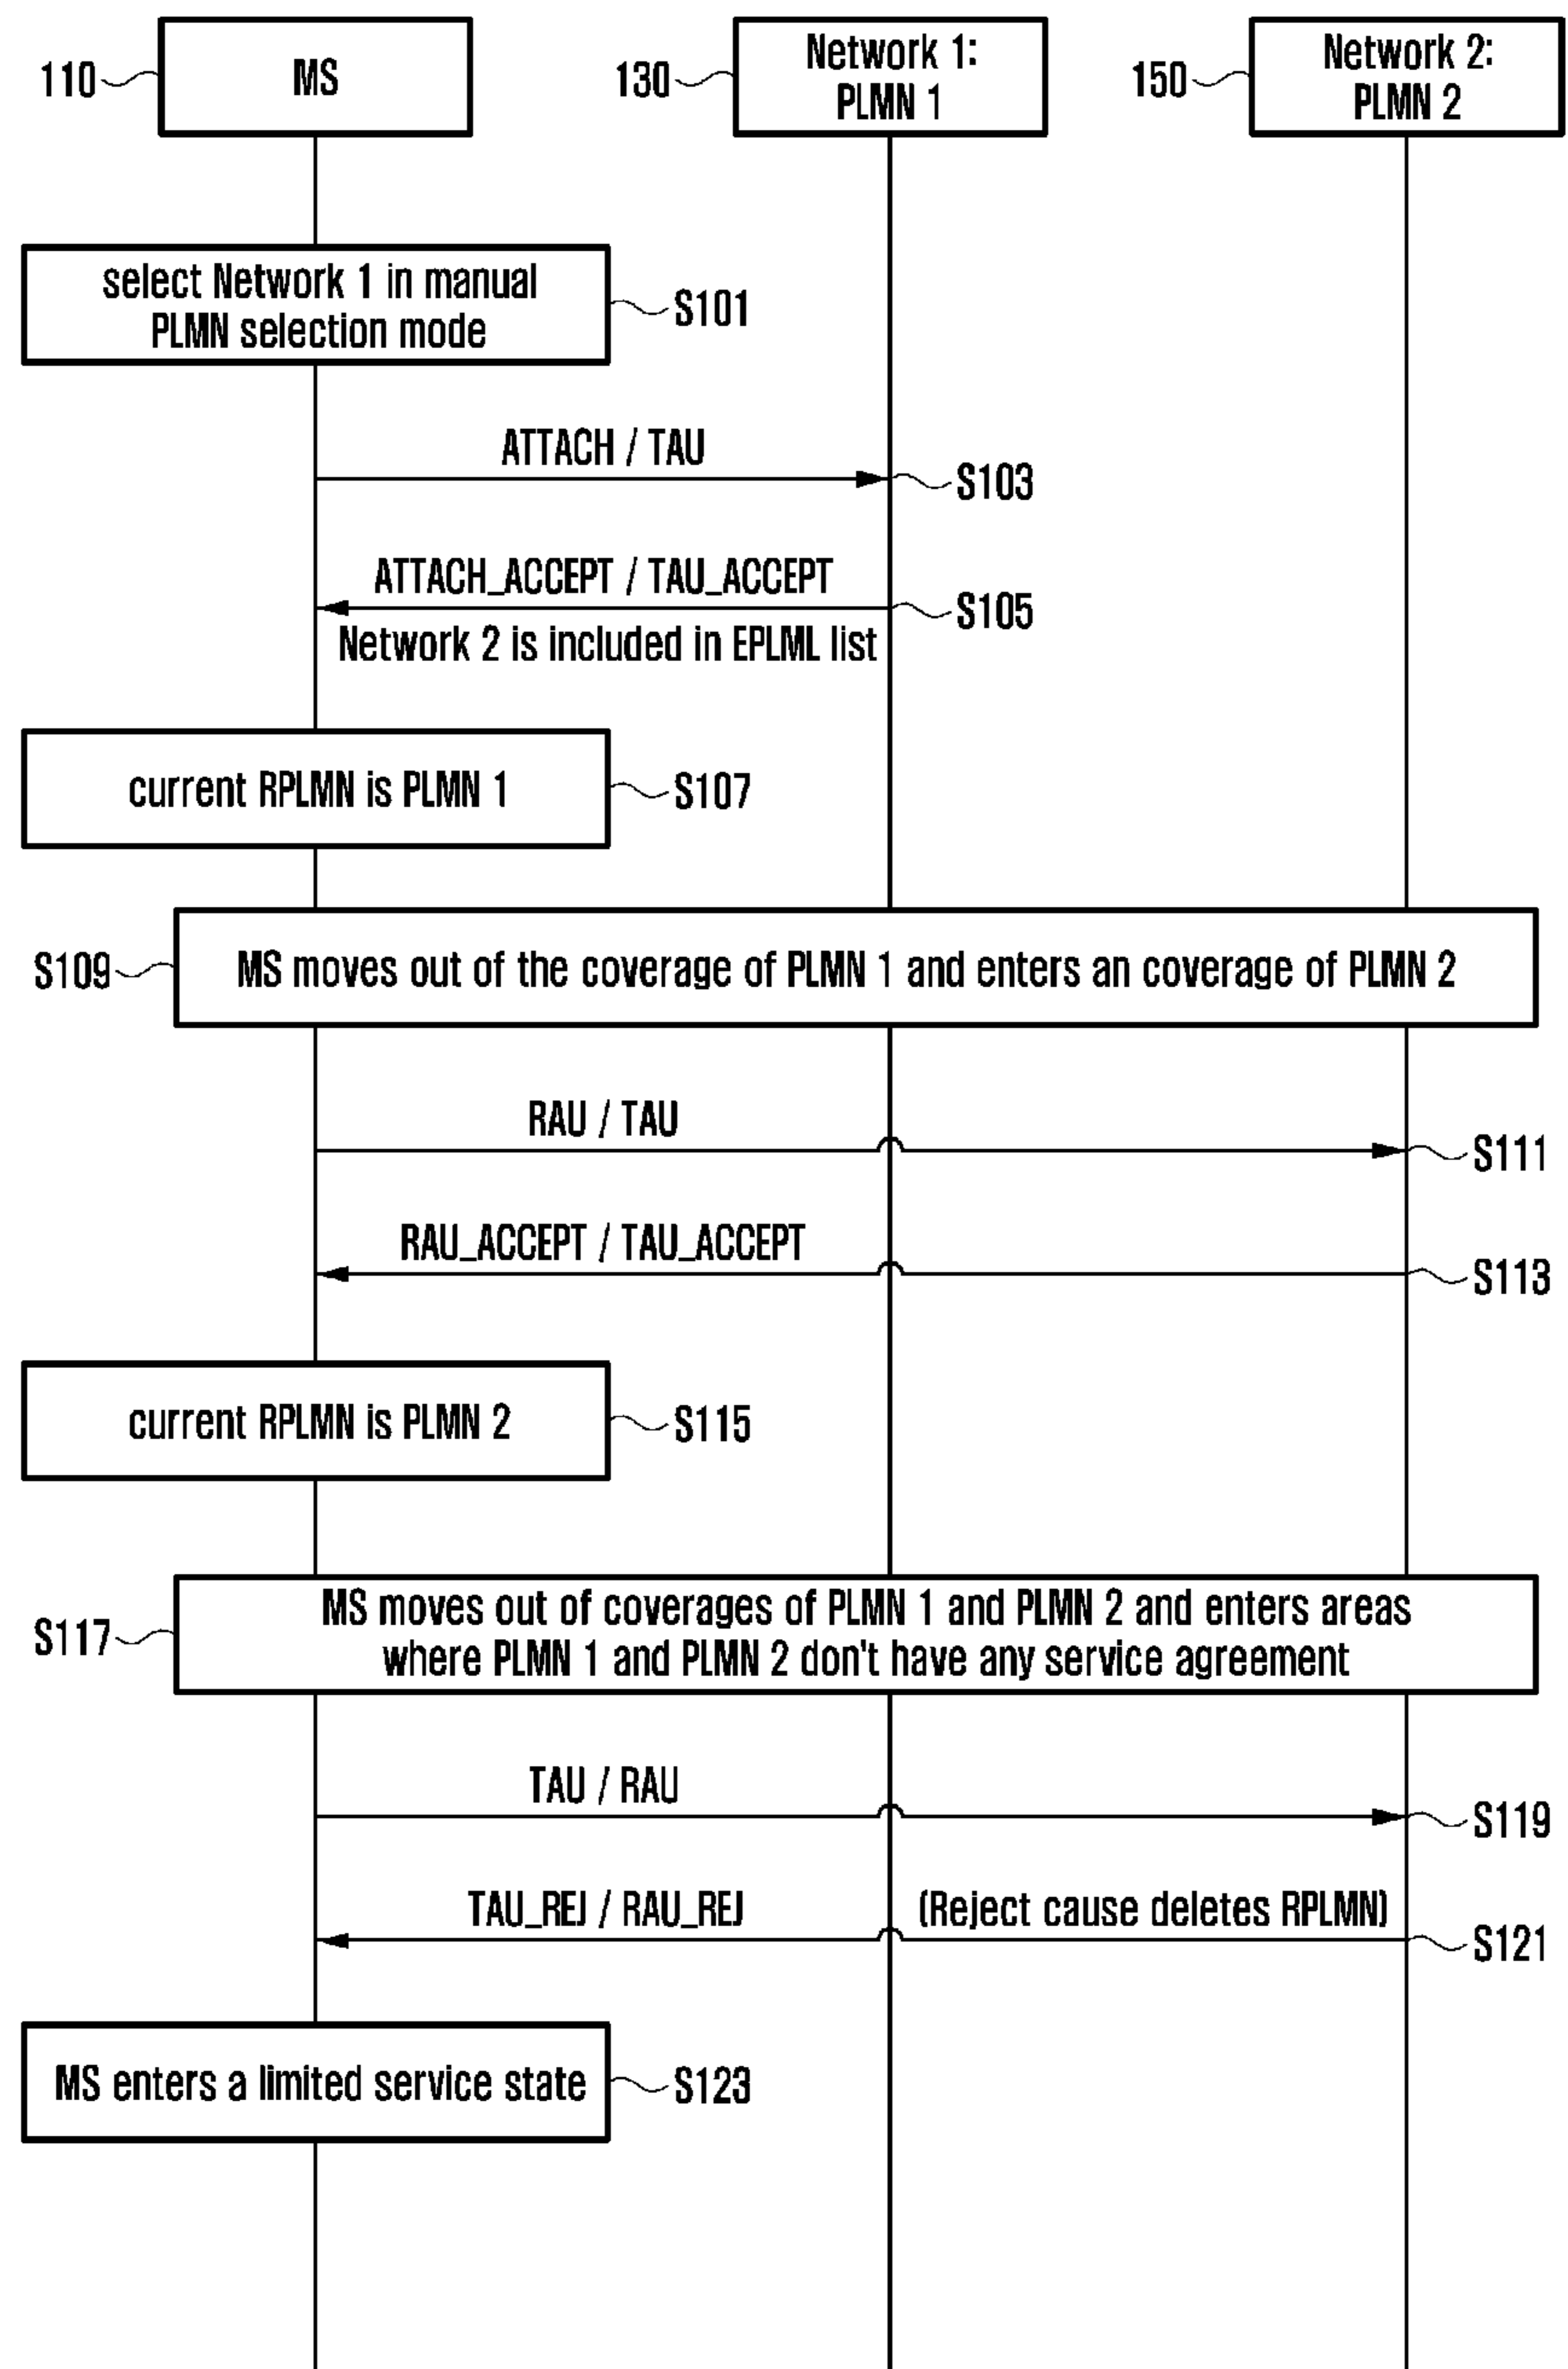 110
MS
130
Network 1:
PLMN 1
150
Network 2:
PLMN 2
select Network 1 in manual
PLMN selection mode
S101
ATTACH / TAU
S103
ATTACH_ACCEPT / TAU_ACCEPT
S105
Network 2 is included in EPLML list
current RPLMN is PLMN 1
S107
S109
MS moves out of the coverage of PLMN 1 and enters an coverage of PLMN 2
RAU / TAU
S111
RAU_ACCEPT / TAU_ACCEPT
S113
current RPLMN is PLMN 2
S115
S117
MS moves out of coverages of PLMN 1 and PLMN 2 and enters areas
where PLMN 1 and PLMN 2 don't have any service agreement
TAU / RAU
S119
TAU_REJ / RAU_REJ
(Reject cause deletes RPLMN)
S121
MS enters a limited service state
S123